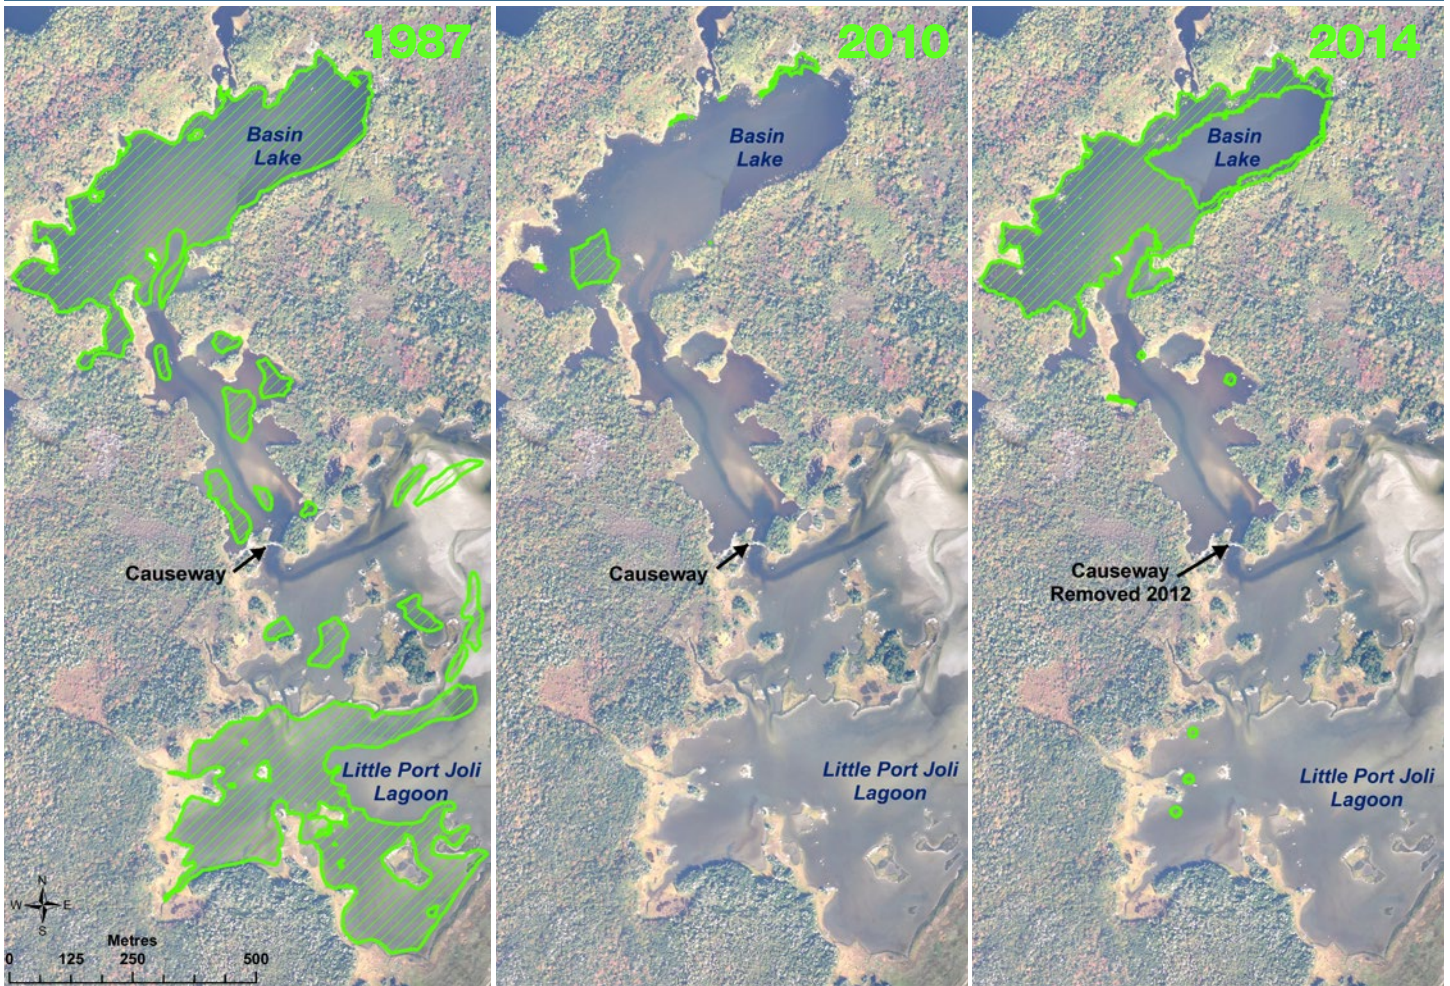 1987
Basin
Lake
Causeway
Little Port Joli
Lagoon
N
W E
S
Metres
0 125 250 500
2010
Basin
Lake
Causeway
Little Port Joli
Lagoon
2014
Basin
Lake
Causeway
Removed 2012
Little Port Joli
Lagoon